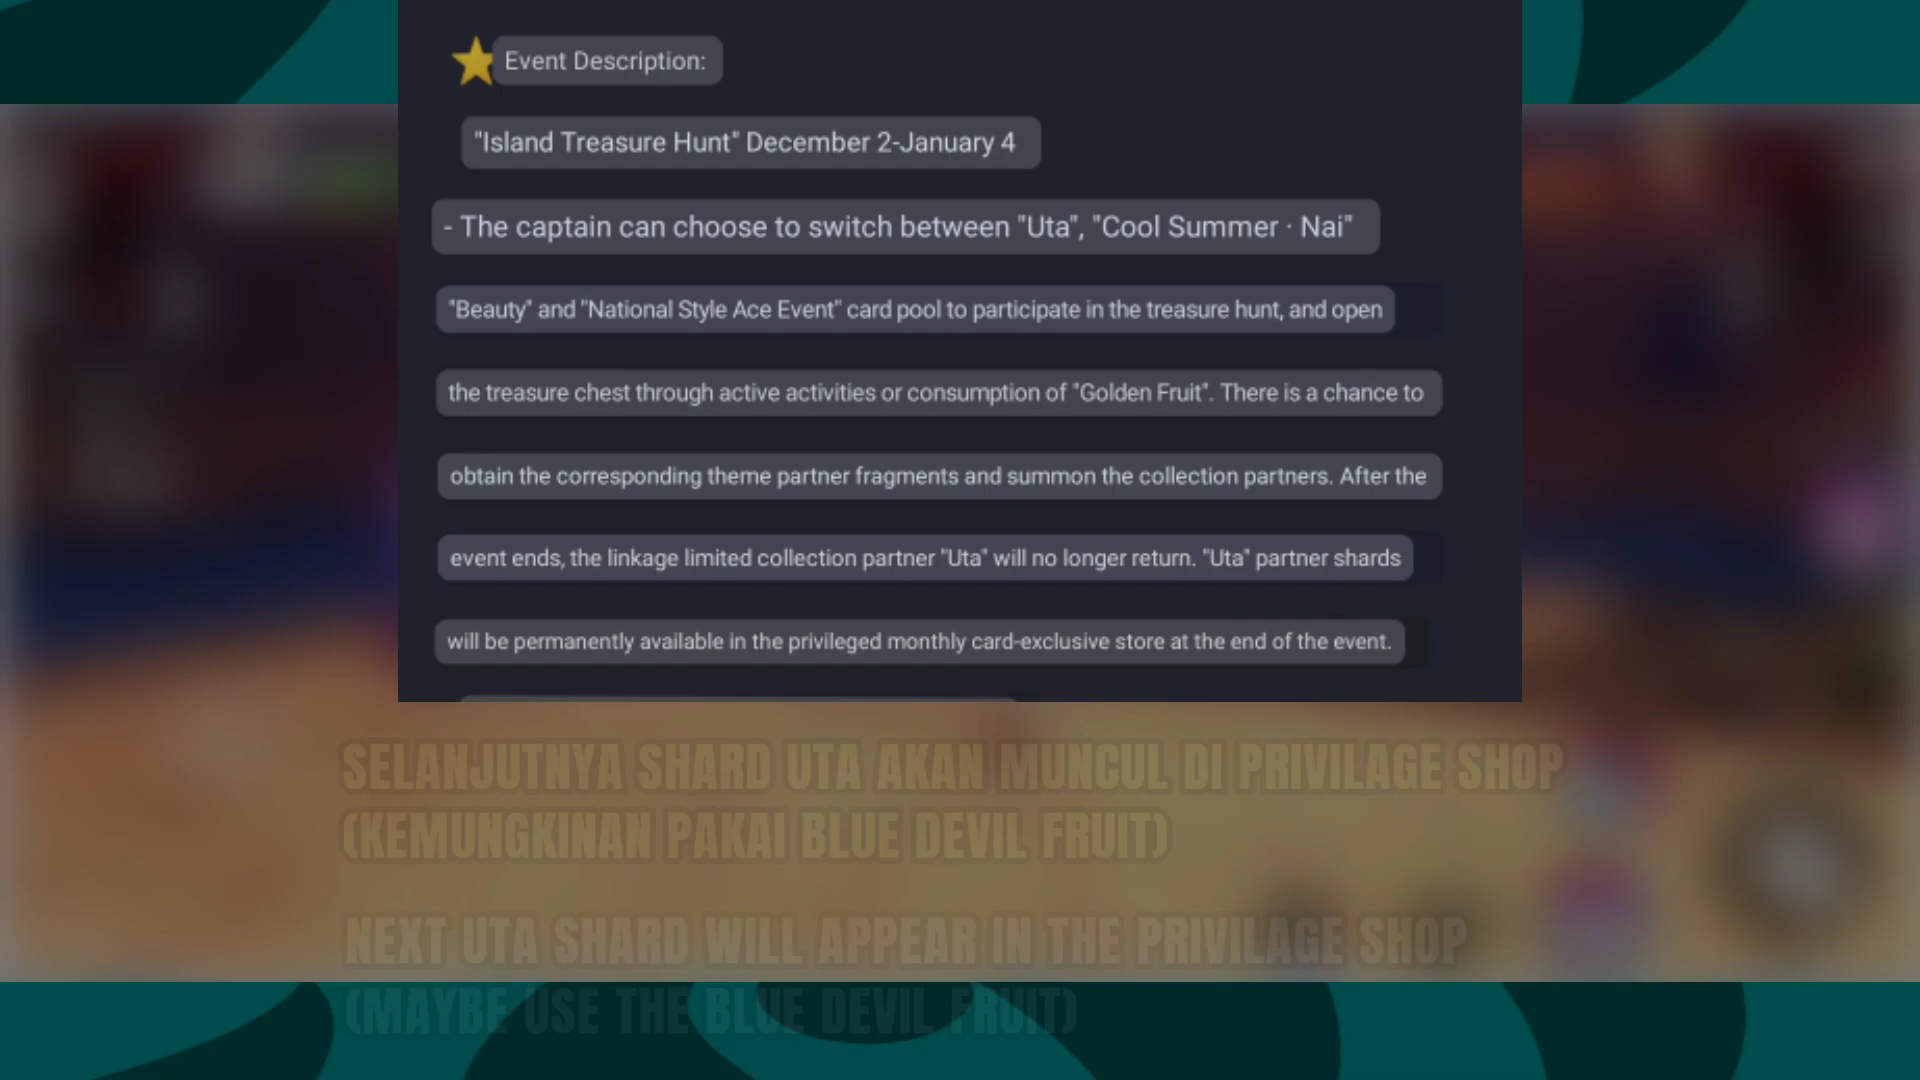 Event Description:
"Island Treasure Hunt" December 2-January 4
- The captain can choose to switch between "Uta", "Cool Summer · Nai"
"Beauty" and "National Style Ace Event" card pool to participate in the treasure hunt, and open
the treasure chest through active activities or consumption of "Golden Fruit". There is a chance to
obtain the corresponding theme partner fragments and summon the collection partners. After the
event ends, the linkage limited collection partner "Uta" will no longer return. "Uta" partner shards
will be permanently available in the privileged monthly card-exclusive store at the end of the event.
SELANJUTNYA SHARD UTA AKAN MUNCUL DI PRIVILAGE SHOP
(KEMUNGKINAN PAKAI BLUE DEVIL FRUIT)
NEXT UTA SHARD WILL APPEAR IN THE PRIVILAGE SHOP
(MAYBE USE THE BLUE DEVIL FRUIT)